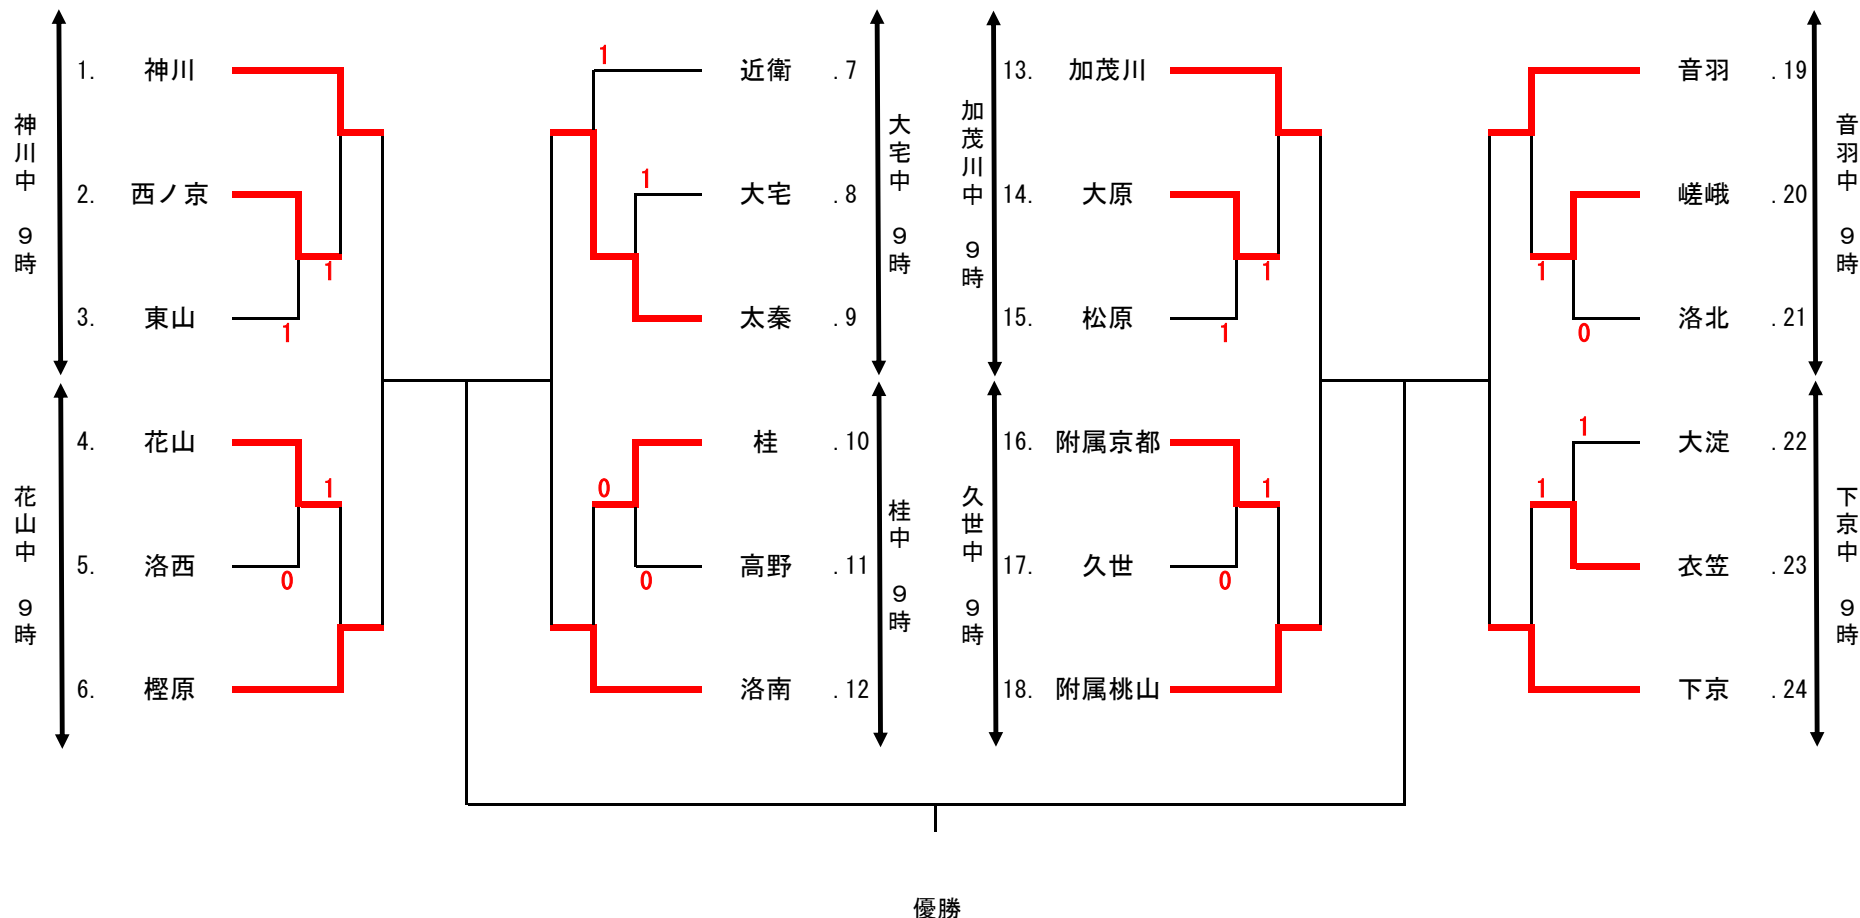 神川中 9時
花山中 9時
1. 神川
2. 西ノ京
1
3. 東山
1
4. 花山
1
5. 洛西
0
6. 樫原
1
近衛 .7
1
大宅 .8
太秦 .9
桂 .10
0
高野 .11
0
洛南 .12
大宅中 9時
桂中 9時
加茂川中 9時
久世中 9時
13. 加茂川
14. 大原
1
15. 松原
1
16. 附属京都
1
17. 久世
0
18. 附属桃山
音羽 .19
嵯峨 .20
1
洛北 .21
0
1
大淀 .22
1
衣笠 .23
下京 .24
音羽中 9時
下京中 9時
優勝